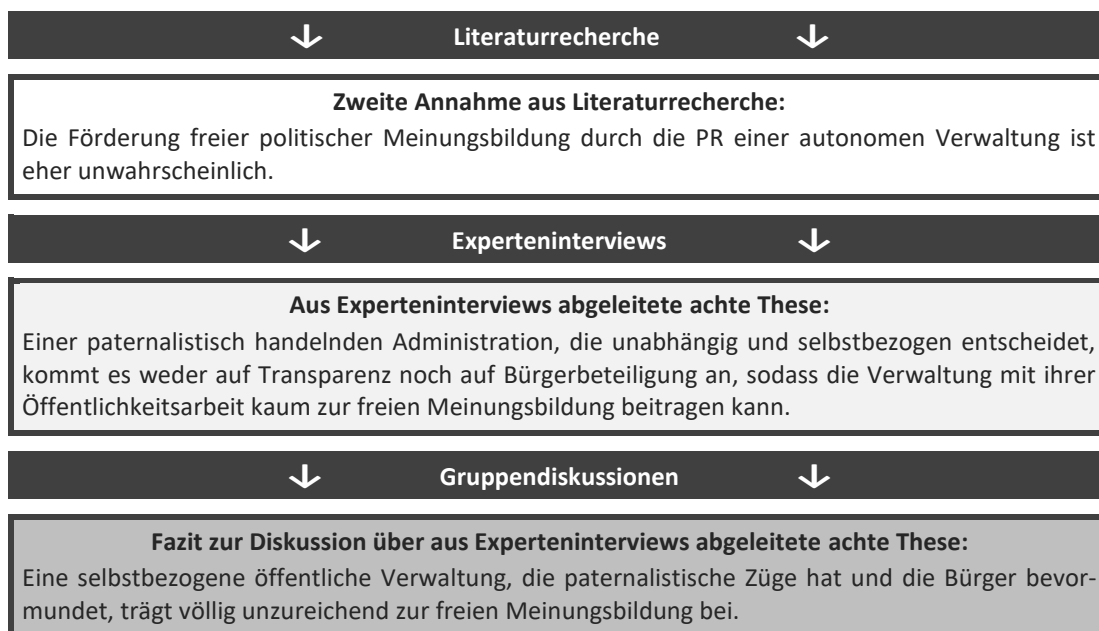 Literaturrecherche
Zweite Annahme aus Literaturrecherche:
Die Förderung freier politischer Meinungsbildung durch die PR einer autonomen Verwaltung ist
eher unwahrscheinlich.
Experteninterviews
Aus Experteninterviews abgeleitete achte These:
Einer paternalistisch handelnden Administration, die unabhängig und selbstbezogen entscheidet,
kommt es weder auf Transparenz noch auf Bürgerbeteiligung an, sodass die Verwaltung mit ihrer
Öffentlichkeitsarbeit kaum zur freien Meinungsbildung beitragen kann.
Gruppendiskussionen
Fazit zur Diskussion über aus Experteninterviews abgeleitete achte These:
Eine selbstbezogene öffentliche Verwaltung, die paternalistische Züge hat und die Bürger bevor-
mundet, trägt völlig unzureichend zur freien Meinungsbildung bei.